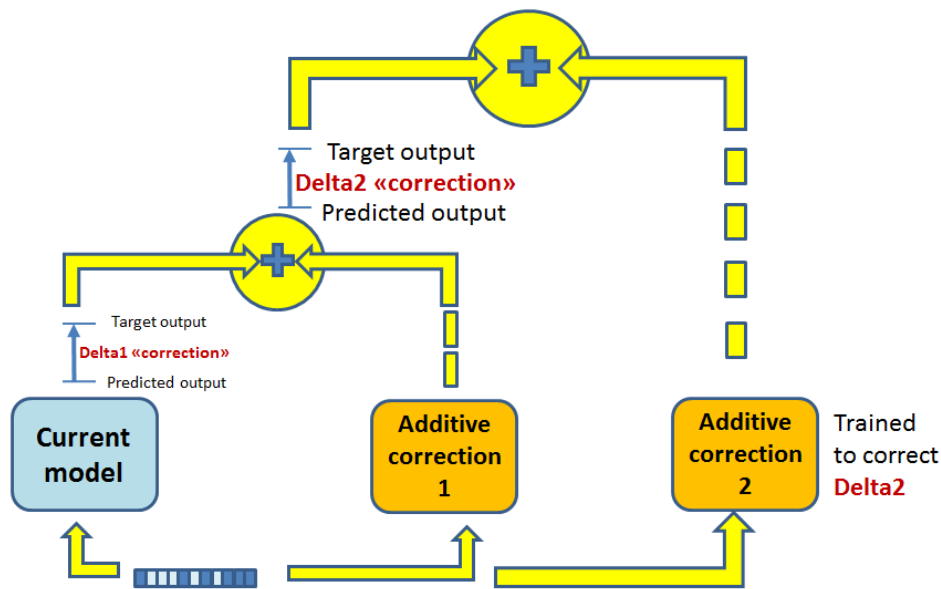 Target output
Delta2 «correction»
Predicted output
Target output
Delta1 «correction»
Predicted output
Current
model
Additive
correction
1
Additive
correction
2
Trained
to correct
Delta2